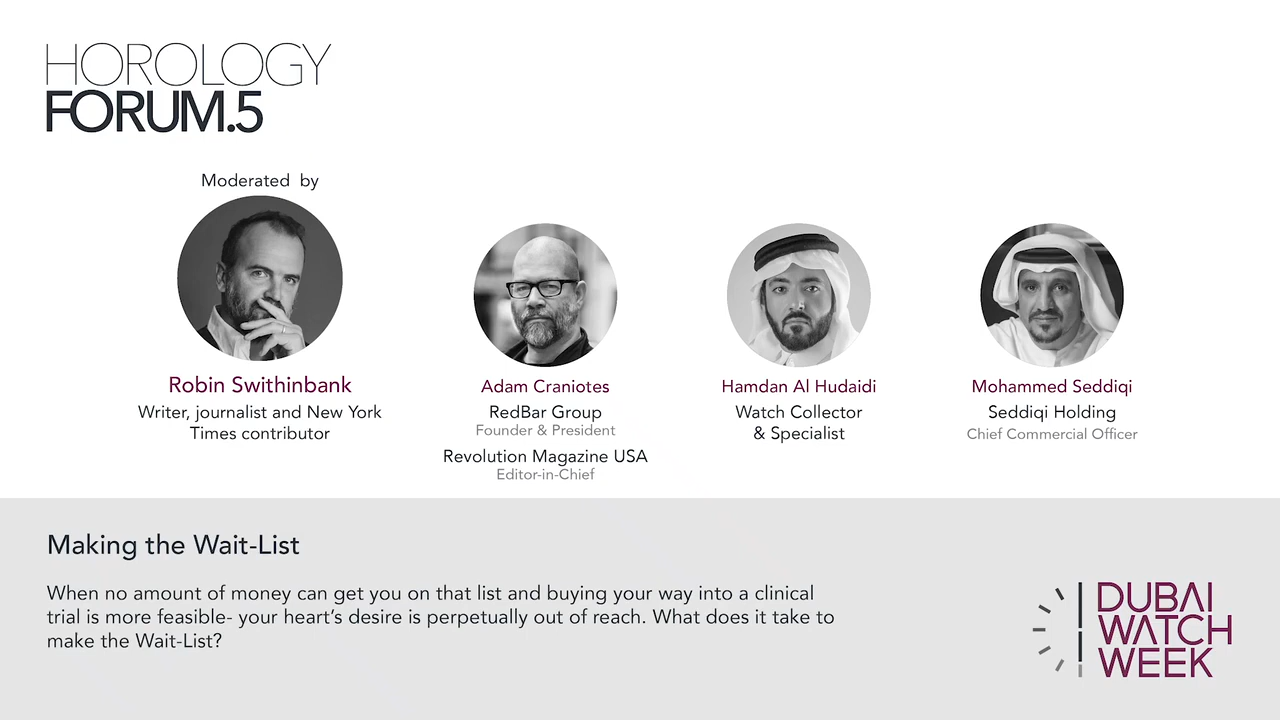 HOROLOGY
FORUM.5
Moderated by
Robin Swithinbank
Writer, journalist and New York
Times contributor
Adam Craniotes
RedBar Group
Founder & President
Revolution Magazine USA
Editor-in-Chief
Hamdan Al Hudaidi
Watch Collector
& Specialist
Mohammed Seddiqi
Seddiqi Holding
Chief Commercial Officer
Making the Wait-List
When no amount of money can get you on that list and buying your way into a clinical
trial is more feasible- your heart's desire is perpetually out of reach. What does it take to
make the Wait-List?
DUBAI
WATCH
WEEK